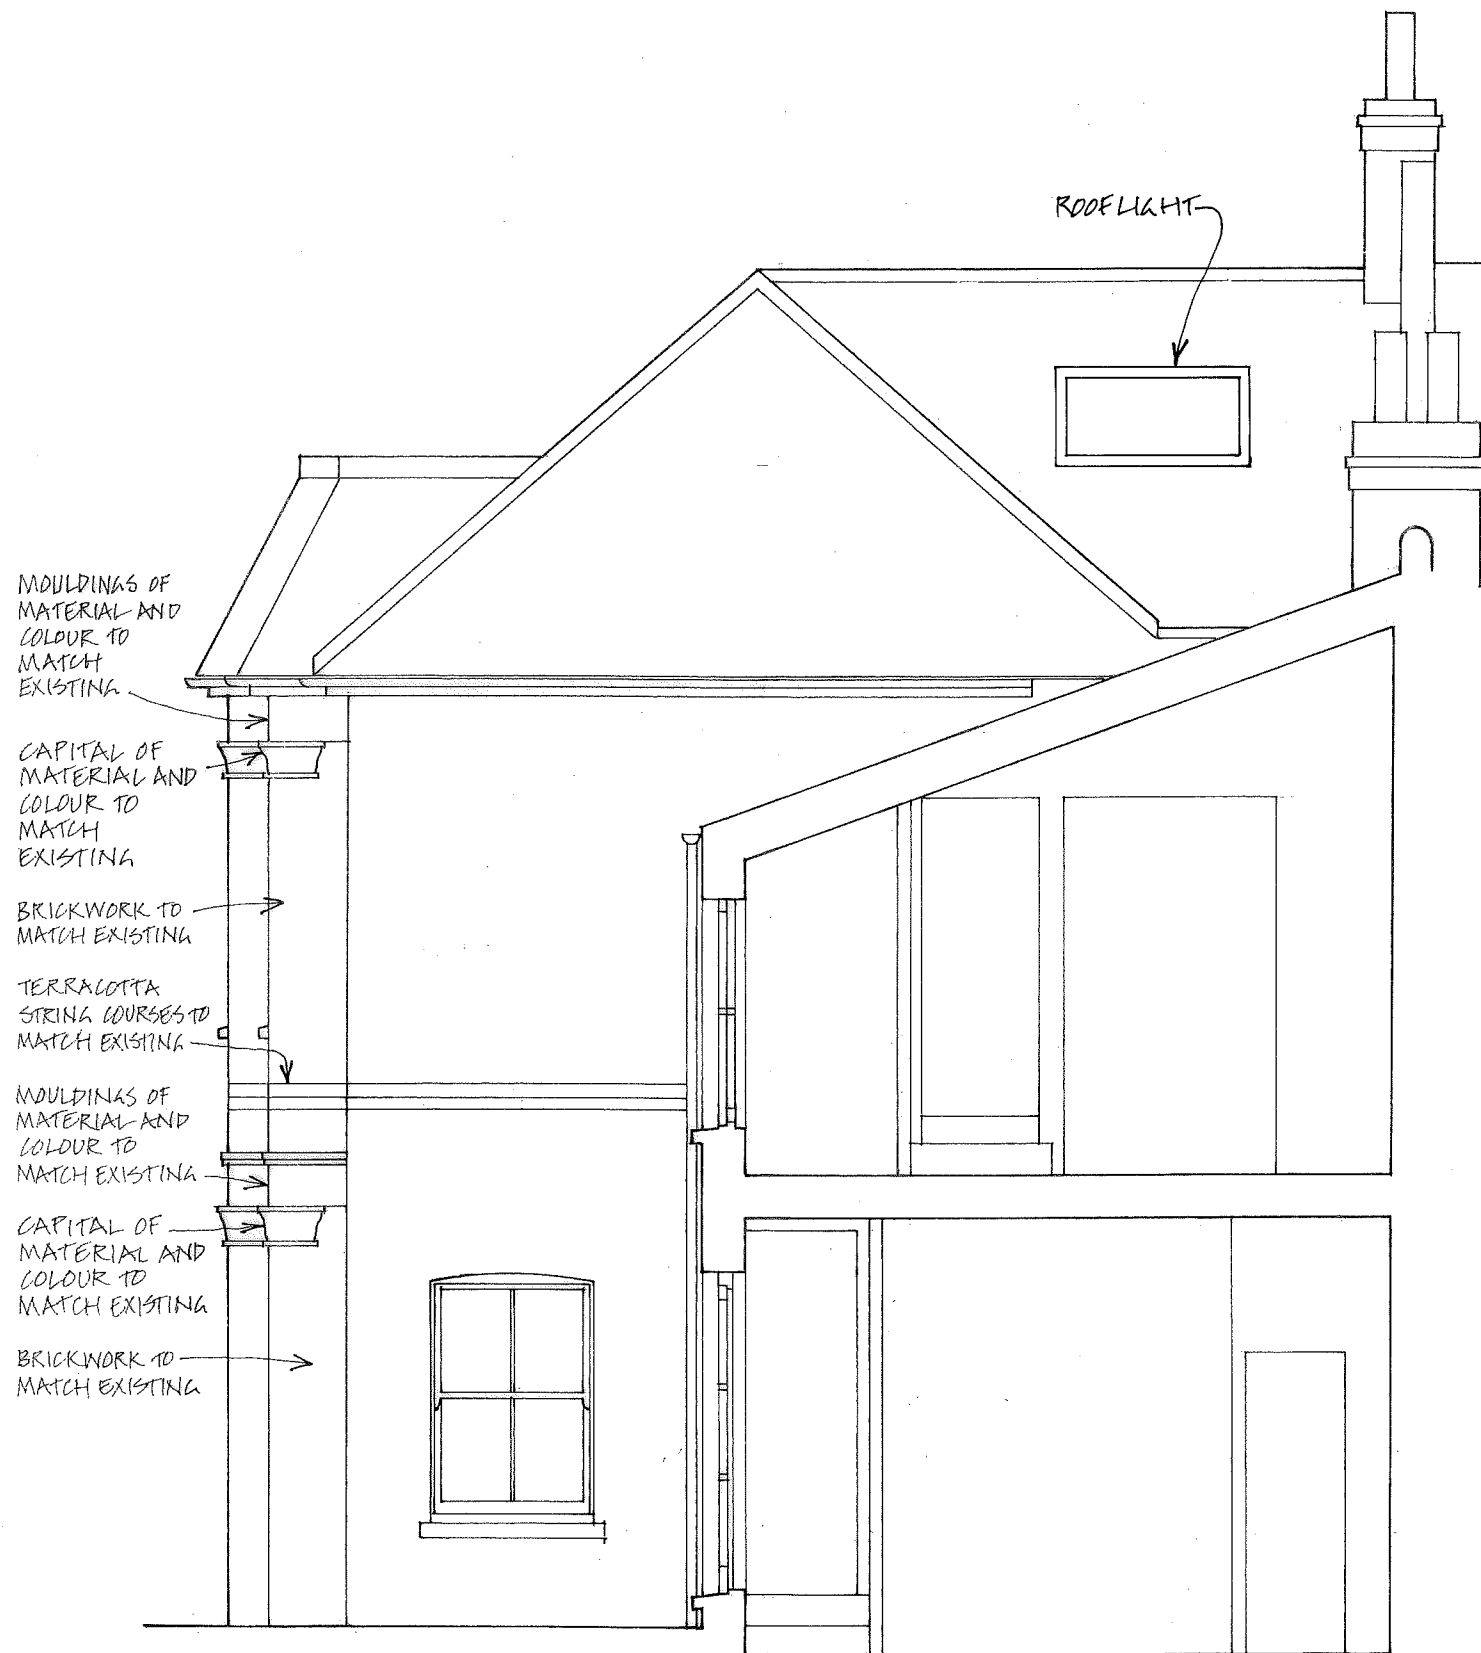 ROOFLIGHT
MOULDINGS OF
MATERIAL AND
COLOUR TO
MATCH
EXISTING
CAPITAL OF
MATERIAL AND
COLOUR TO
MATCH
EXISTING
BRICKWORK TO
MATCH EXISTING
TERRACOTTA
STRING COURSES TO
MATCH EXISTING
MOULDINGS OF
MATERIAL AND
COLOUR TO
MATCH EXISTING
CAPITAL OF
MATERIAL AND
COLOUR TO
MATCH EXISTING
BRICKWORK TO
MATCH EXISTING